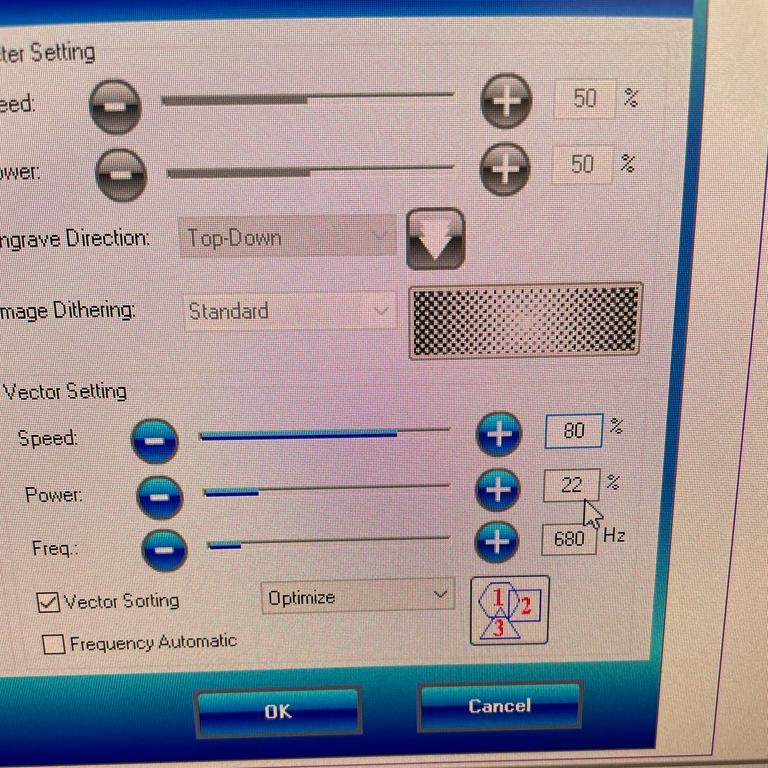 ter Setting
eed:
50 %
ower:
50 %
ngrave Direction: Top-Down
mage Dithering: Standard
Vector Setting
Speed: 80 %
Power: 22 %
Freq.: 680 Hz
Vector Sorting Optimize 1 2 3
Frequency Automatic
OK Cancel